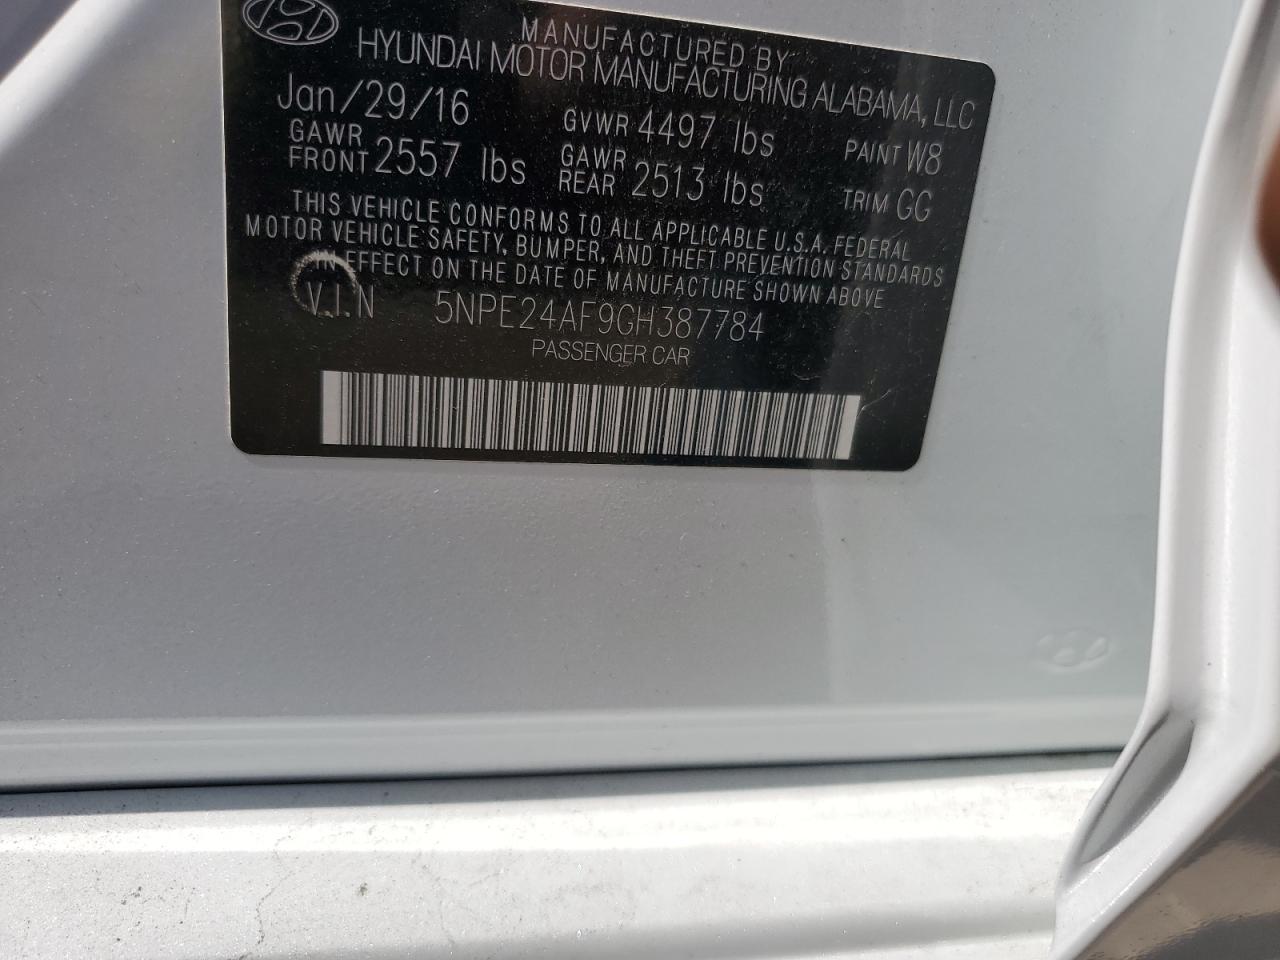 MANUFACTURED BY
HYUNDAI MOTOR MANUFACTURING ALABAMA, LLC
Jan/29/16 GVWR 4497 lbs PAINT W8
GAWR FRONT 2557 lbs GAWR REAR 2513 lbs TRIM GG
THIS VEHICLE CONFORMS TO ALL APPLICABLE U.S.A. FEDERAL
MOTOR VEHICLE SAFETY, BUMPER, AND THEFT PREVENTION STANDARDS
IN EFFECT ON THE DATE OF MANUFACTURE SHOWN ABOVE
V.I.N 5NPE24AF9GH387784
PASSENGER CAR